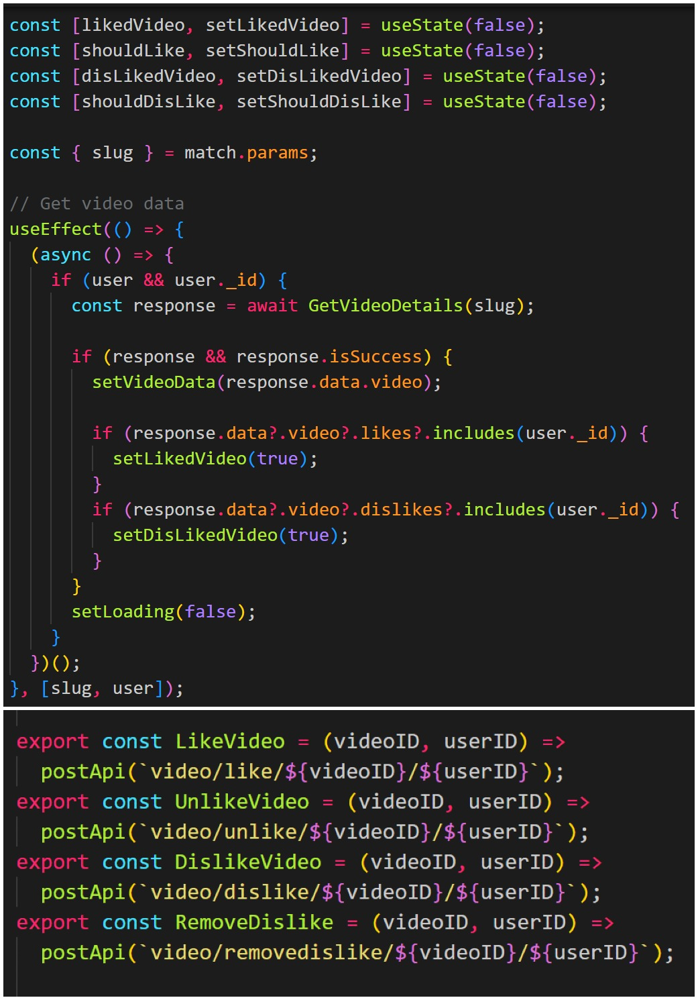 const [likedVideo, setLikedVideo] = useState(false);
const [shouldLike, setShouldLike] = useState(false);
const [disLikedVideo, setDisLikedVideo] = useState(false);
const [shouldDisLike, setShouldDisLike] = useState(false);
const { slug } = match.params;
// Get video data
useEffect(() => {
(async () => {
if (user && user._id) {
const response = await GetVideoDetails(slug);
if (response && response.isSuccess) {
setVideoData(response.data.video);
if (response.data?.video?.likes?.includes(user._id)) {
setLikedVideo(true);
}
if (response.data?.video?.dislikes?.includes(user._id)) {
setDisLikedVideo(true);
}
}
setLoading(false);
}
})();
}, [slug, user]);
export const LikeVideo = (videoID, userID) =>
postApi(`video/like/${videoID}/${userID}`);
export const UnlikeVideo = (videoID, userID) =>
postApi(`video/unlike/${videoID}/${userID}`);
export const DislikeVideo = (videoID, userID) =>
postApi(`video/dislike/${videoID}/${userID}`);
export const RemoveDislike = (videoID, userID) =>
postApi(`video/removedislike/${videoID}/${userID}`);